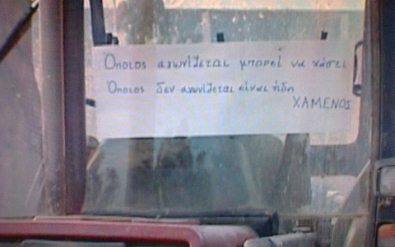 Όποιος αγωνίζεται μπορεί να χάσει
Όποιος δεν αγωνίζεται είναι ήδη
ΧΑΜΕΝΟΣ